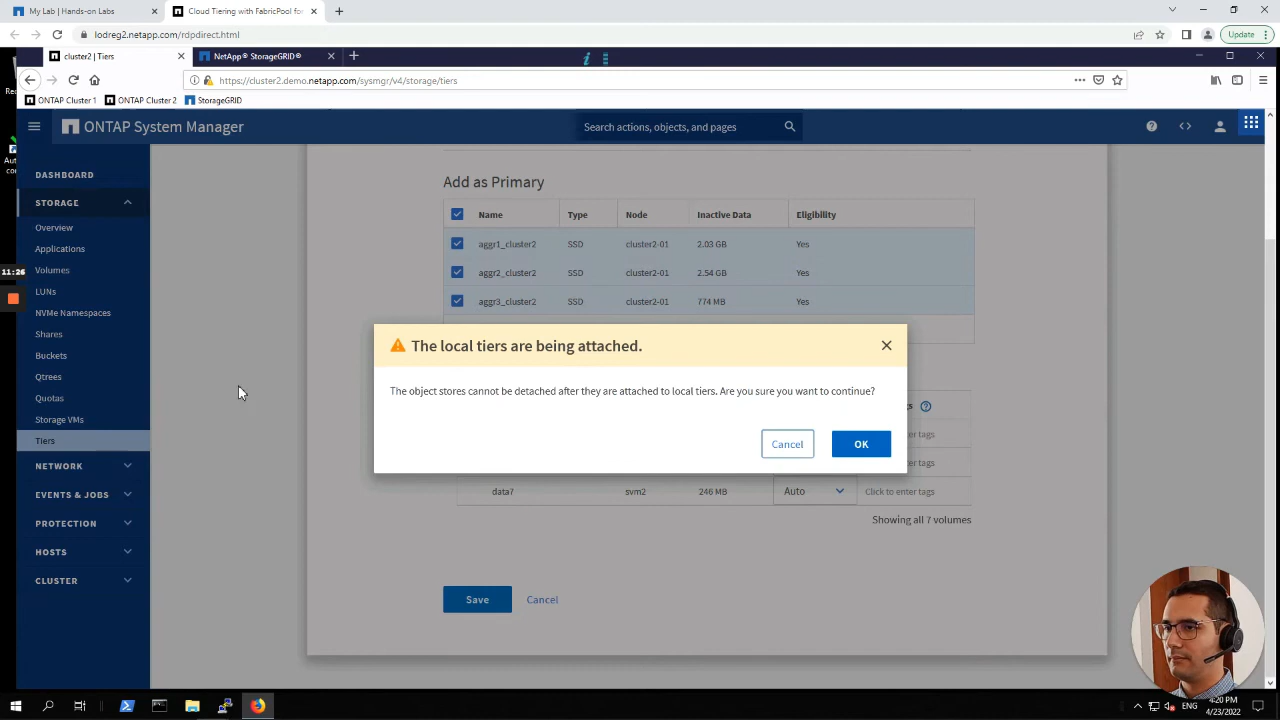 My Lab | Hands-on Labs
Cloud Tiering with FabricPool for
lodreg2.netapp.com/rdpdirect.html
Update
cluster2 | Tiers
NetApp® StorageGRID®
https://cluster2.demo.netapp.com/sysmgr/v4/storage/tiers
ONTAP Cluster 1
ONTAP Cluster 2
StorageGRID
ONTAP System Manager
Search actions, objects, and pages
DASHBOARD
STORAGE
Overview
Applications
Volumes
LUNs
NVMe Namespaces
Shares
Buckets
Qtrees
Quotas
Storage VMs
Tiers
NETWORK
EVENTS & JOBS
PROTECTION
HOSTS
CLUSTER
11:26
Add as Primary
Name Type Node Inactive Data Eligibility
aggr1_cluster2 SSD cluster2-01 2.03 GB Yes
aggr2_cluster2 SSD cluster2-01 2.54 GB Yes
aggr3_cluster2 SSD cluster2-01 774 MB Yes
The local tiers are being attached.
The object stores cannot be detached after they are attached to local tiers. Are you sure you want to continue?
Cancel
OK
data7 svm2 246 MB Auto Click to enter tags
Showing all 7 volumes
Save
Cancel
ENG
4:20 PM
4/23/2022